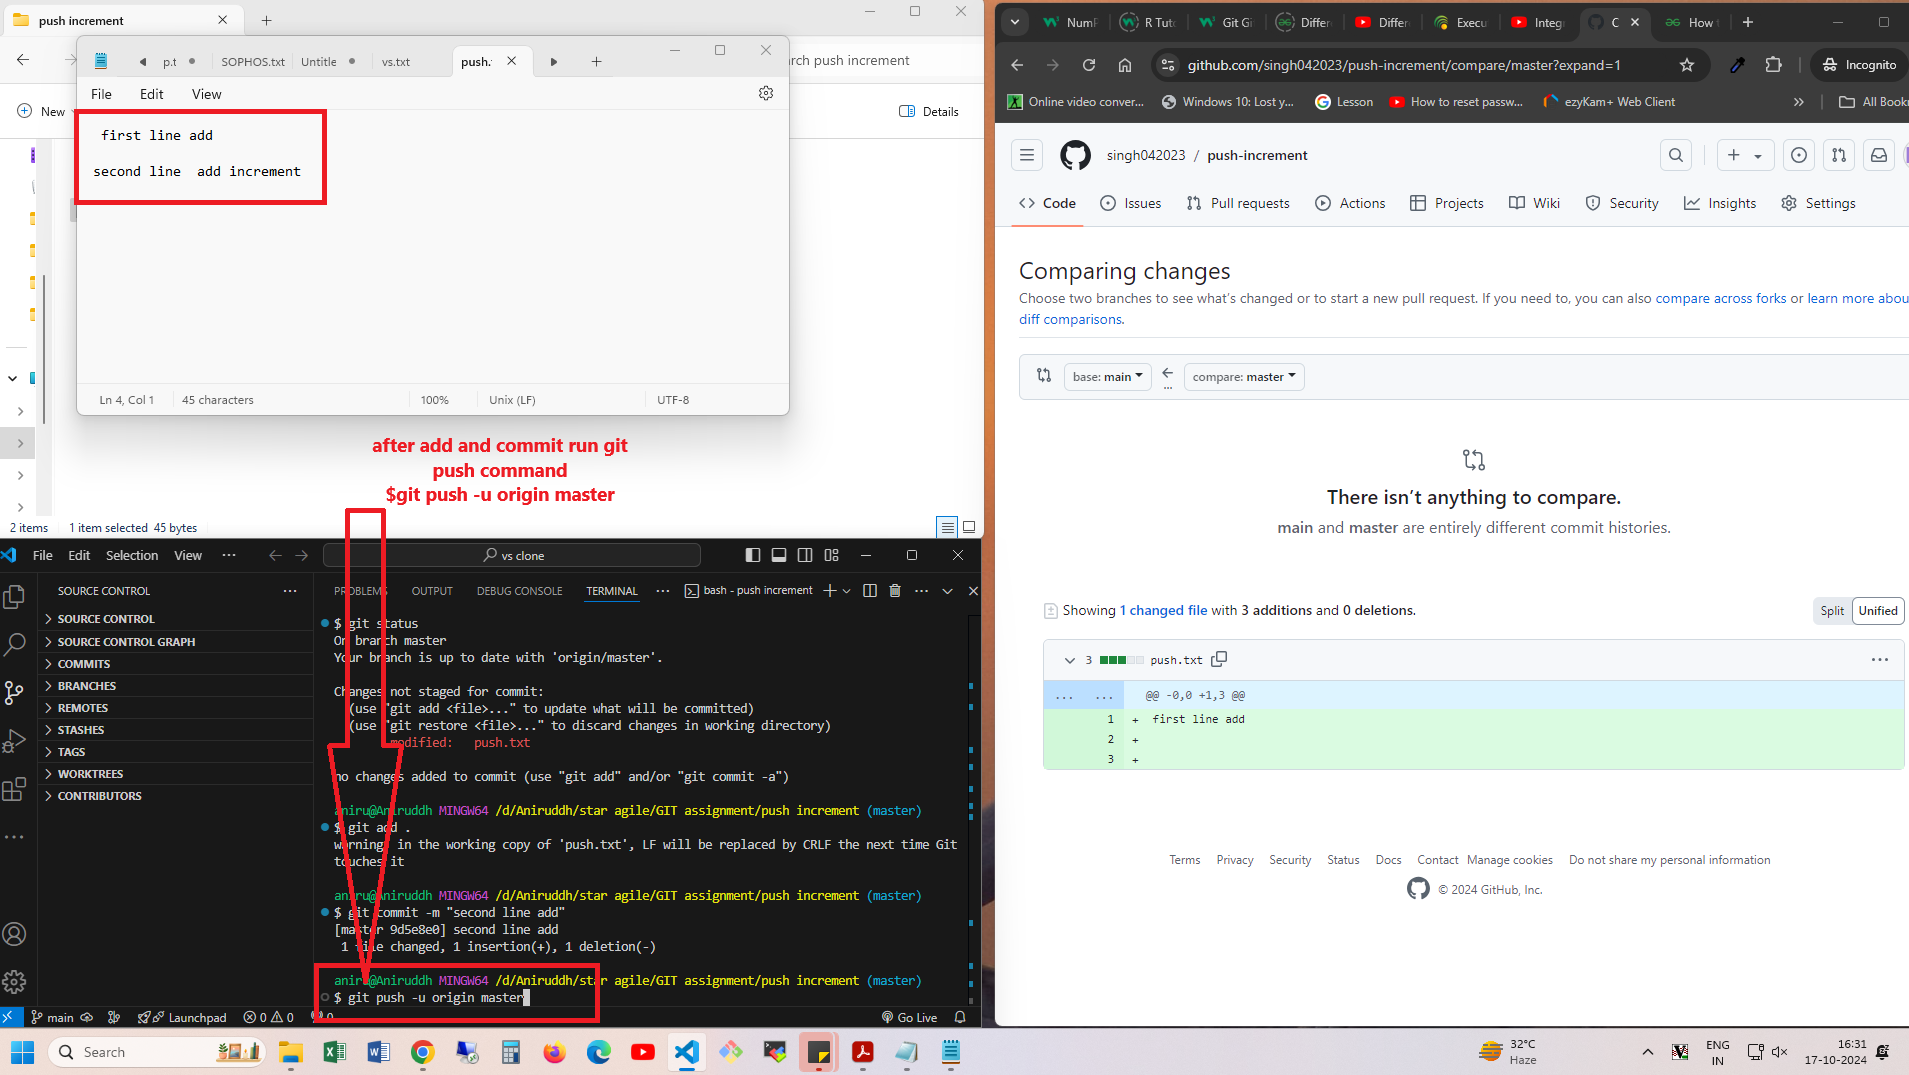 push increment
rch push increment
New
Details
p.t
SOPHOS.txt
Untitle
vs.txt
push.
File
Edit
View
first line add
second line  add increment
Ln 4, Col 1
45 characters
100%
Unix (LF)
UTF-8
after add and commit run git
push command
$git push -u origin master
2 items
1 item selected  45 bytes
File
Edit
Selection
View
vs clone
SOURCE CONTROL
SOURCE CONTROL
SOURCE CONTROL GRAPH
COMMITS
BRANCHES
REMOTES
STASHES
TAGS
WORKTREES
CONTRIBUTORS
PROBLEMS
OUTPUT
DEBUG CONSOLE
TERMINAL
bash - push increment
$ git status
On branch master
Your branch is up to date with 'origin/master'.
Changes not staged for commit:
(use "git add <file>..." to update what will be committed)
(use "git restore <file>..." to discard changes in working directory)
modified:   push.txt
no changes added to commit (use "git add" and/or "git commit -a")
aniru@Aniruddh MINGW64 /d/Aniruddh/star agile/GIT assignment/push increment (master)
$ git add .
warning: in the working copy of 'push.txt', LF will be replaced by CRLF the next time Git
touches it
aniru@Aniruddh MINGW64 /d/Aniruddh/star agile/GIT assignment/push increment (master)
$ git commit -m "second line add"
[master 9d5e8e0] second line add
1 file changed, 1 insertion(+), 1 deletion(-)
aniru@Aniruddh MINGW64 /d/Aniruddh/star agile/GIT assignment/push increment (master)
$ git push -u origin master
main
Launchpad
0
0
0
Go Live
NumP
R Tuto
Git Gi
Differe
Differ
Execu
Integr
C
How t
github.com/singh042023/push-increment/compare/master?expand=1
Incognito
Online video conver...
Windows 10: Lost y...
Lesson
How to reset passw...
ezyKam+ Web Client
»
All Book
singh042023 / push-increment
Code
Issues
Pull requests
Actions
Projects
Wiki
Security
Insights
Settings
Comparing changes
Choose two branches to see what's changed or to start a new pull request. If you need to, you can also compare across forks or learn more abou
diff comparisons.
base: main
...
compare: master
There isn't anything to compare.
main and master are entirely different commit histories.
Showing 1 changed file with 3 additions and 0 deletions.
Split
Unified
3
push.txt
... ... @@ -0,0 +1,3 @@
1 + first line add
2 +
3 +
Terms
Privacy
Security
Status
Docs
Contact
Manage cookies
Do not share my personal information
© 2024 GitHub, Inc.
Search
32°C
Haze
ENG
IN
16:31
17-10-2024